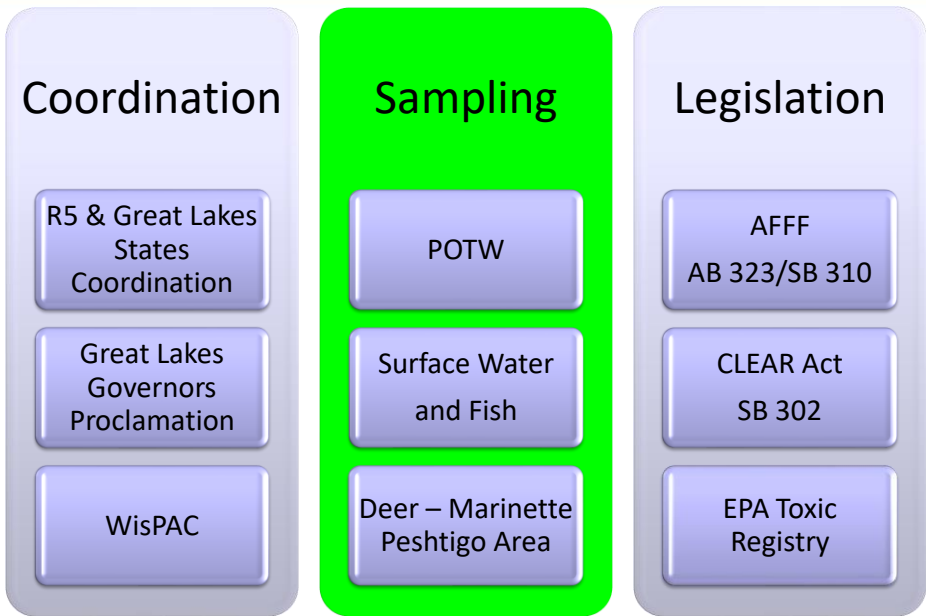 Coordination
R5 & Great Lakes
States
Coordination
Great Lakes
Governors
Proclamation
WisPAC
Sampling
POTW
Surface Water
and Fish
Deer – Marinette
Peshtigo Area
Legislation
AFFF
AB 323/SB 310
CLEAR Act
SB 302
EPA Toxic
Registry